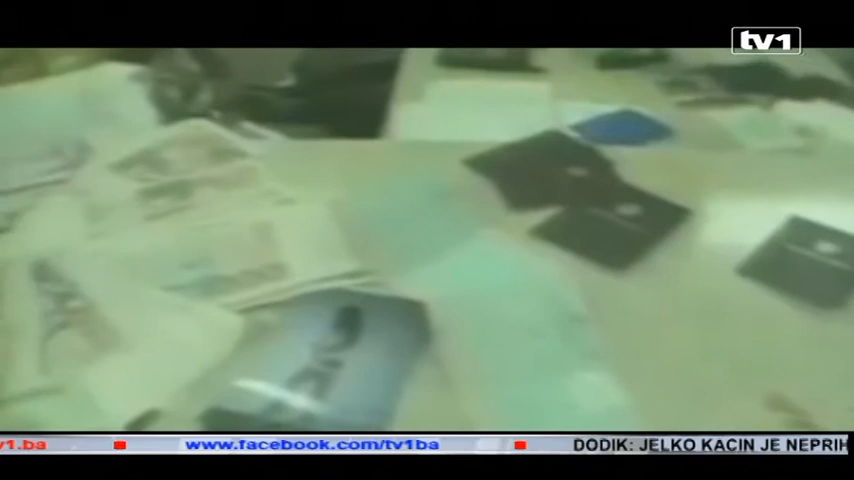 tv1
v1.ba www.facebook.com/tv1ba DODIK: JELKO KACIN JE NEPRIH